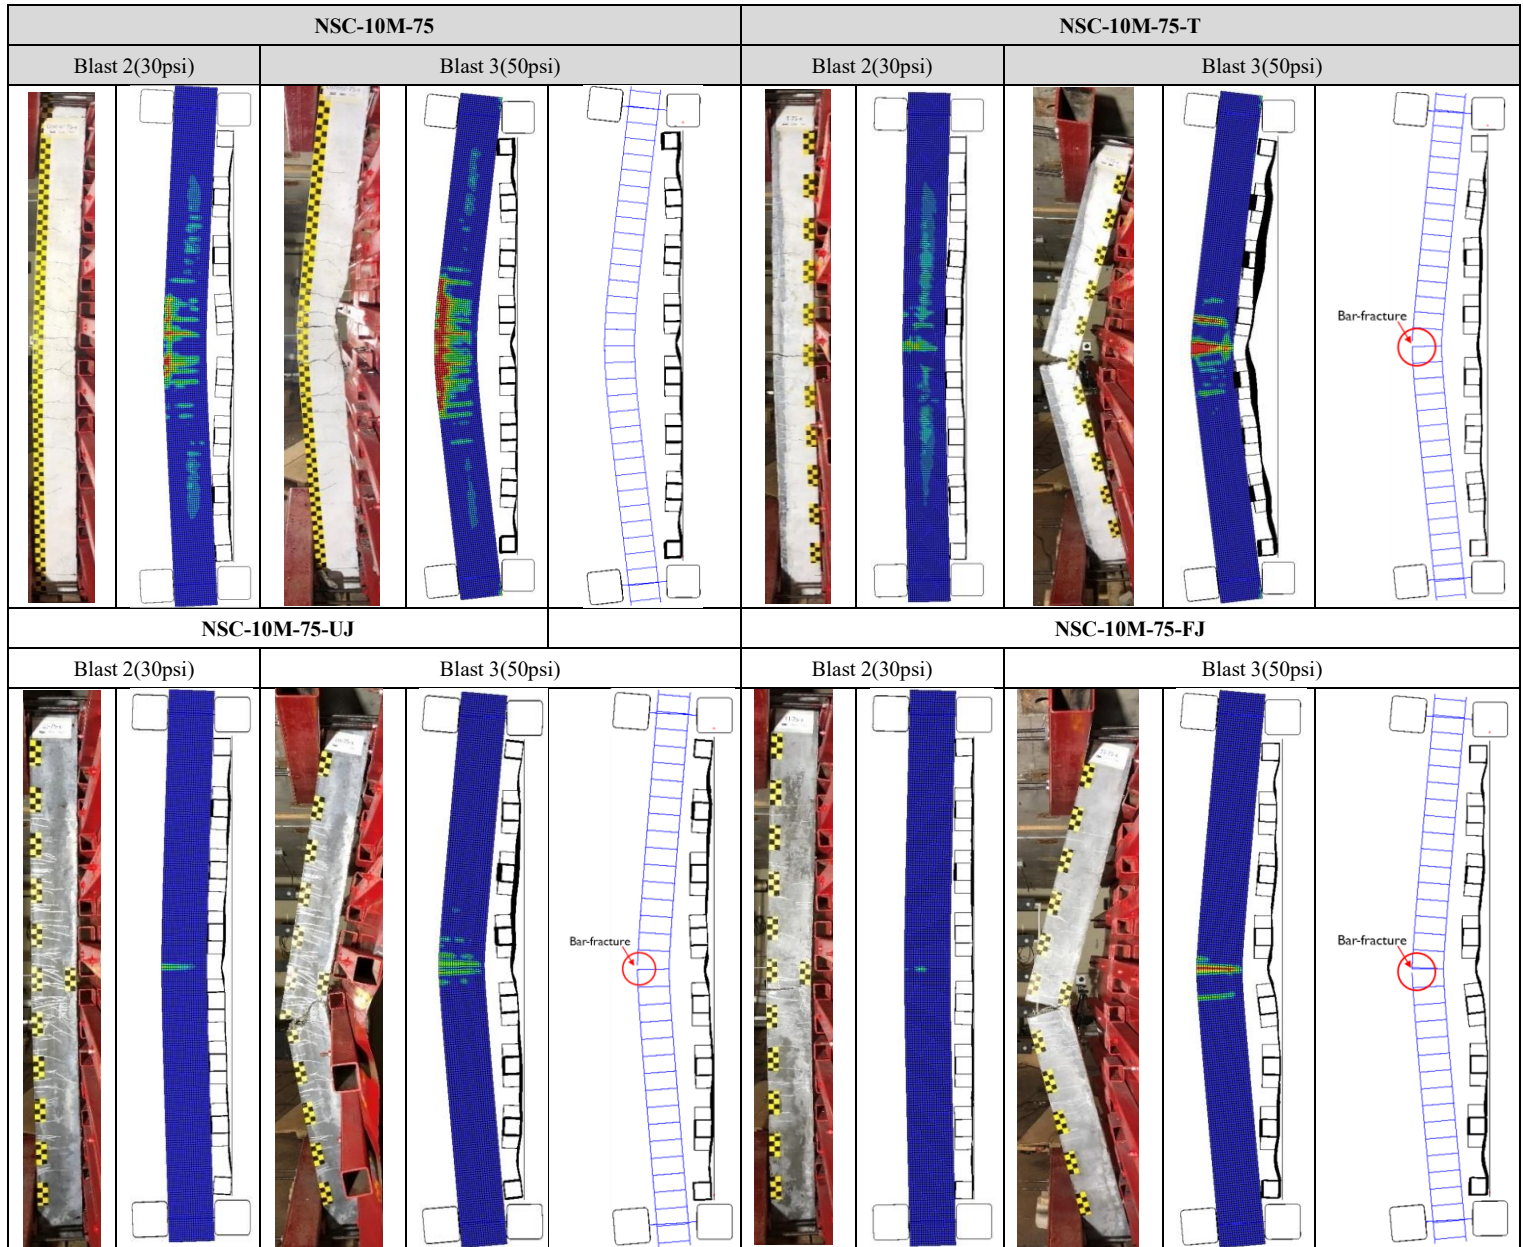 NSC-10M-75
NSC-10M-75-T
Blast 2(30psi)
Blast 3(50psi)
Blast 2(30psi)
Blast 3(50psi)
Bar-fracture
NSC-10M-75-UJ
NSC-10M-75-FJ
Blast 2(30psi)
Blast 3(50psi)
Blast 2(30psi)
Blast 3(50psi)
Bar-fracture
Bar-fracture